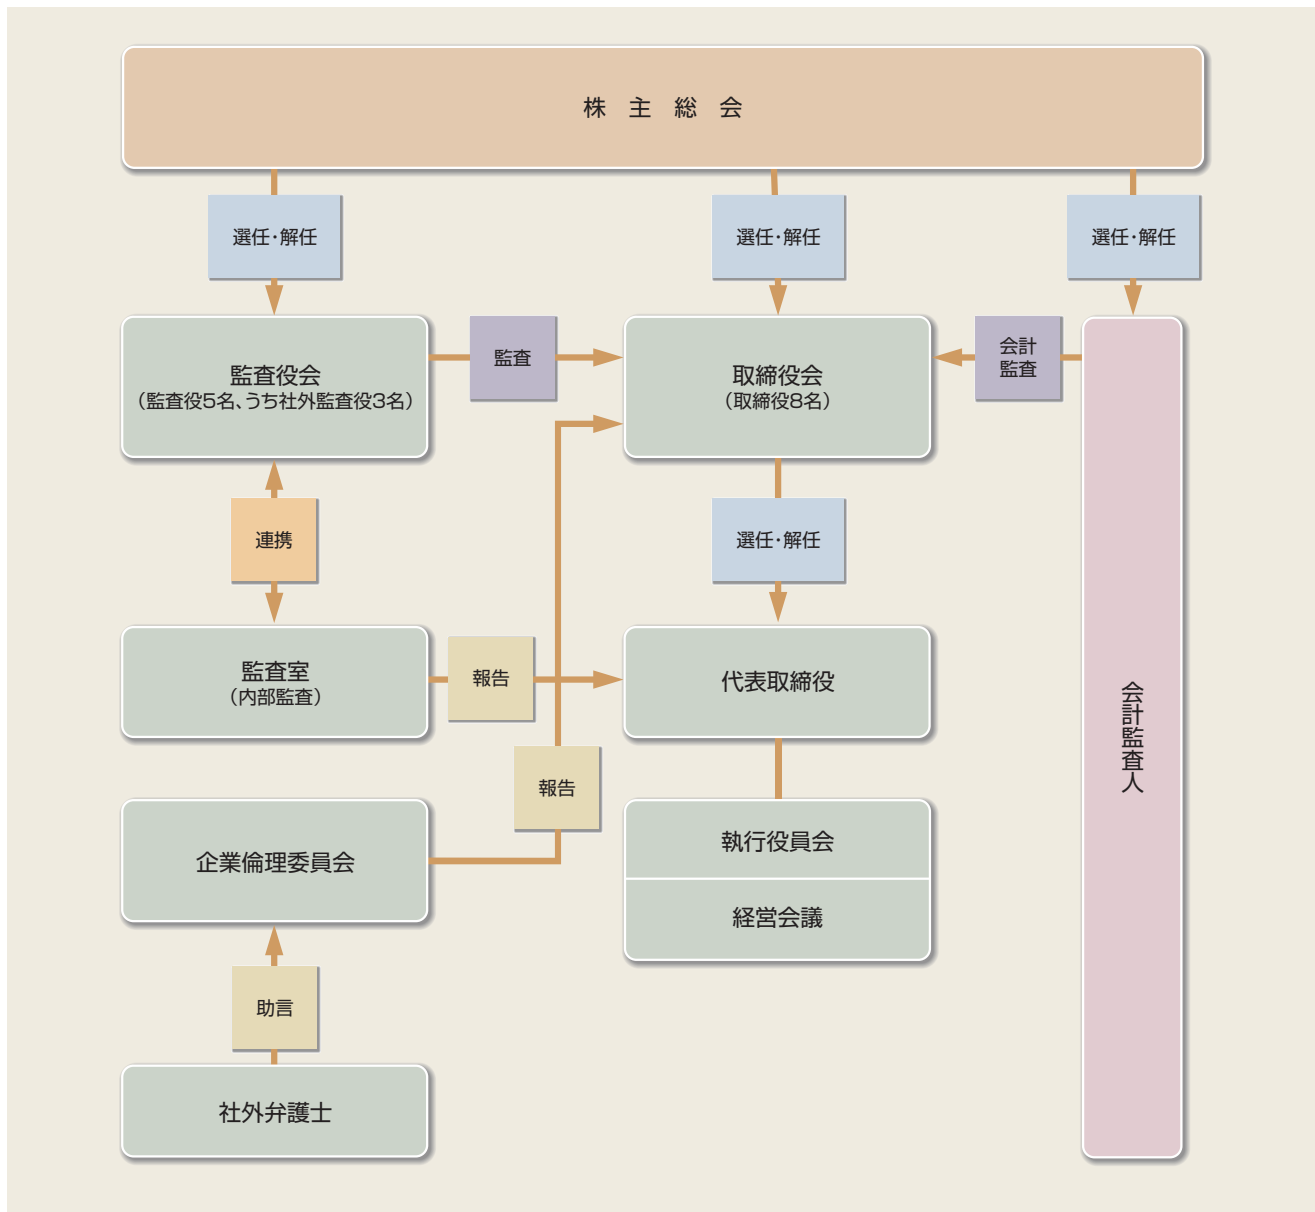 株主総会
選任・解任
選任・解任
選任・解任
監査役会
（監査役5名、うち社外監査役3名）
監査
取締役会
（取締役8名）
会計
監査
連携
選任・解任
監査室
（内部監査）
報告
代表取締役
会計監査人
報告
企業倫理委員会
執行役員会
経営会議
助言
社外弁護士